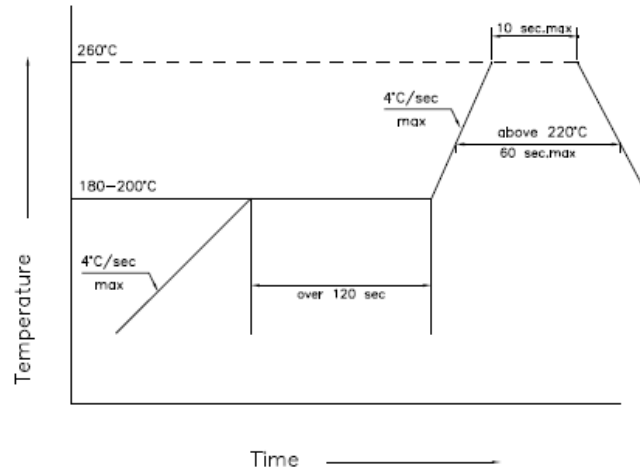 10 sec.max
260°C
4°C/sec
max
above 220°C
60 sec.max
180-200°C
4°C/sec
max
over 120 sec
Temperature
Time